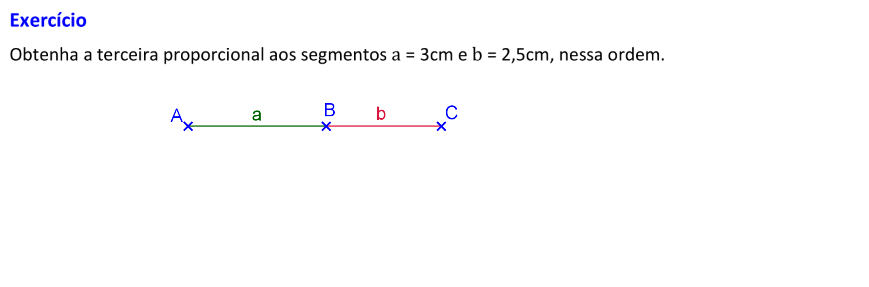 Exercício
Obtenha a terceira proporcional aos segmentos a = 3cm e b = 2,5cm, nessa ordem.
A a B b C